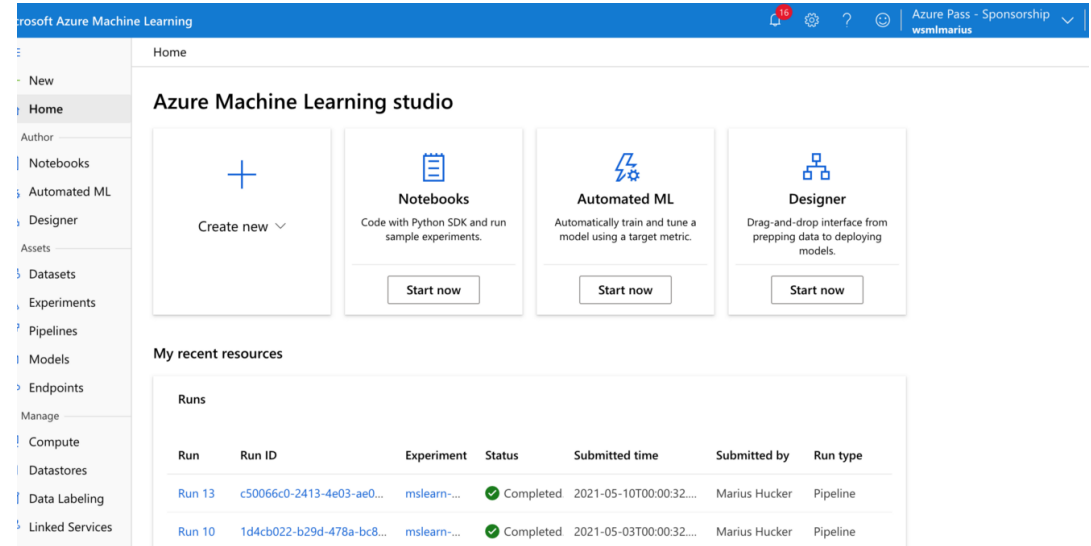 crosoft Azure Machine Learning
16
Azure Pass - Sponsorship
wsmlmarius
Home
New
Home
Author
Notebooks
Automated ML
Designer
Assets
Datasets
Experiments
Pipelines
Models
Endpoints
Manage
Compute
Datastores
Data Labeling
Linked Services
Azure Machine Learning studio
Create new
Notebooks
Code with Python SDK and run
sample experiments.
Start now
Automated ML
Automatically train and tune a
model using a target metric.
Start now
Designer
Drag-and-drop interface from
prepping data to deploying
models.
Start now
My recent resources
Runs
Run Run ID Experiment Status Submitted time Submitted by Run type
Run 13 c50066c0-2413-4e03-ae0... mslearn-... Completed 2021-05-10T00:00:32.... Marius Hucker Pipeline
Run 10 1d4cb022-b29d-478a-bc8... mslearn-... Completed 2021-05-03T00:00:32.... Marius Hucker Pipeline